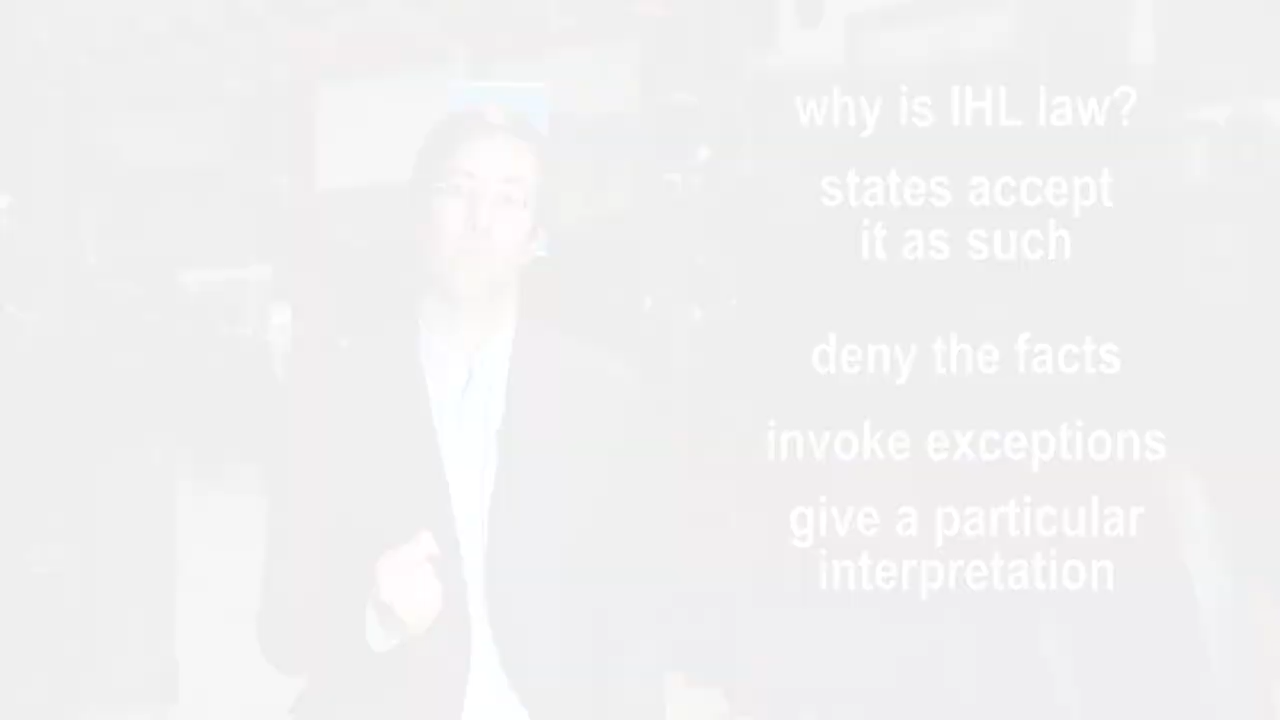 why is IHL law?
states accept
it as such
deny the facts
invoke exceptions
give a particular
interpretation